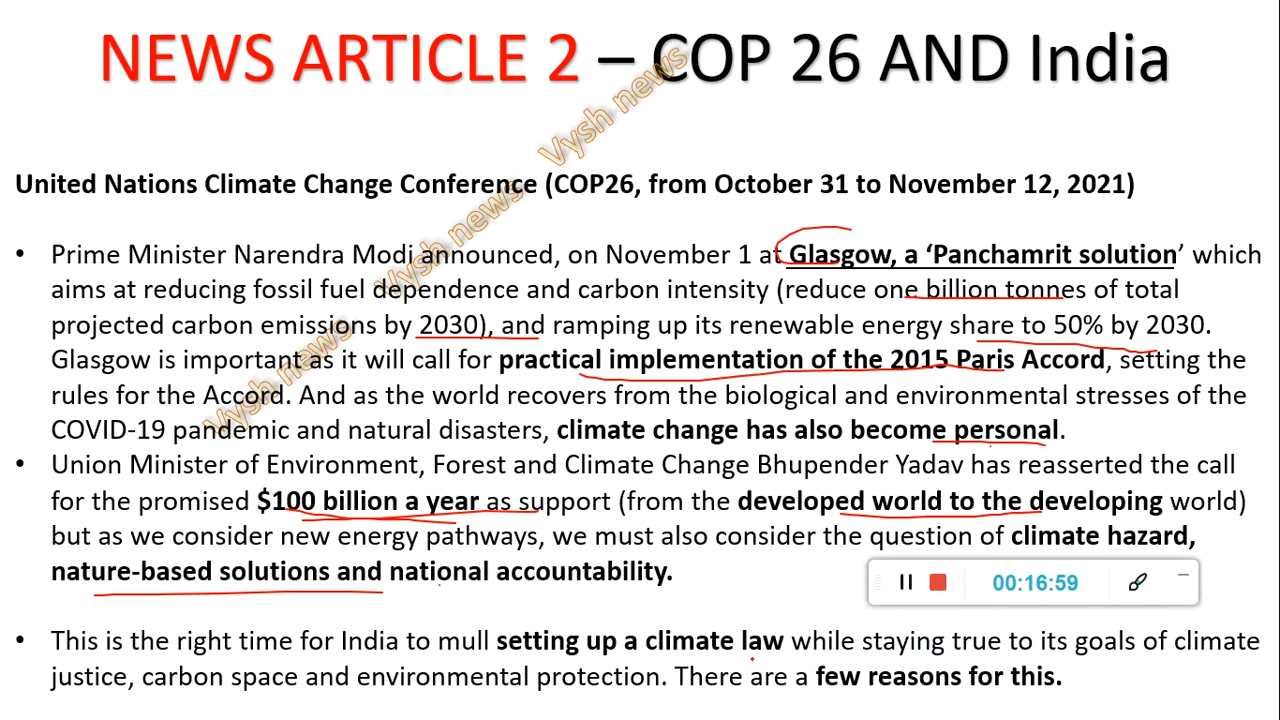 NEWS ARTICLE 2 – COP 26 AND India
United Nations Climate Change Conference (COP26, from October 31 to November 12, 2021)
• Prime Minister Narendra Modi announced, on November 1 at Glasgow, a ‘Panchamrit solution’ which
aims at reducing fossil fuel dependence and carbon intensity (reduce one billion tonnes of total
projected carbon emissions by 2030), and ramping up its renewable energy share to 50% by 2030.
Glasgow is important as it will call for practical implementation of the 2015 Paris Accord, setting the
rules for the Accord. And as the world recovers from the biological and environmental stresses of the
COVID-19 pandemic and natural disasters, climate change has also become personal.
• Union Minister of Environment, Forest and Climate Change Bhupender Yadav has reasserted the call
for the promised $100 billion a year as support (from the developed world to the developing world)
but as we consider new energy pathways, we must also consider the question of climate hazard,
nature-based solutions and national accountability.
00:16:59
• This is the right time for India to mull setting up a climate law while staying true to its goals of climate
justice, carbon space and environmental protection. There are a few reasons for this.
Vysh news
Vysh news
Vysh news